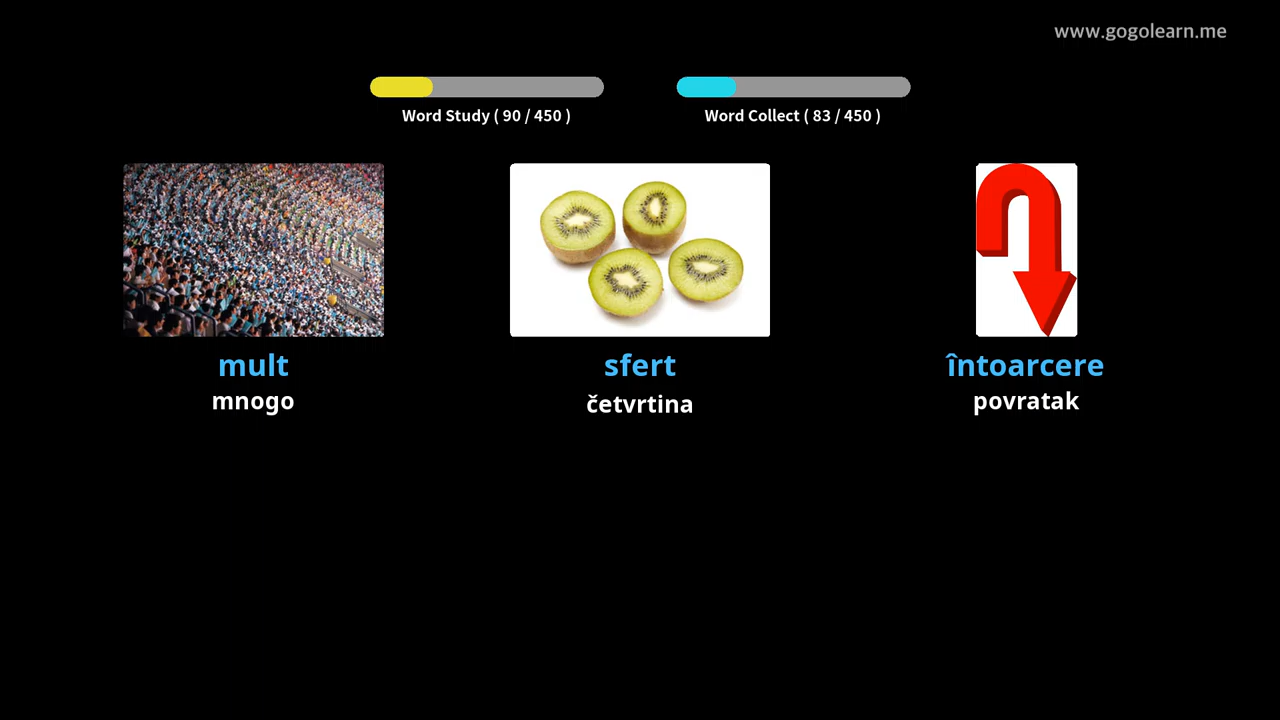 www.gogolearn.me
Word Study ( 90 / 450 )
Word Collect ( 83 / 450 )
mult
sfert
întoarcere
mnogo
četvrtina
povratak